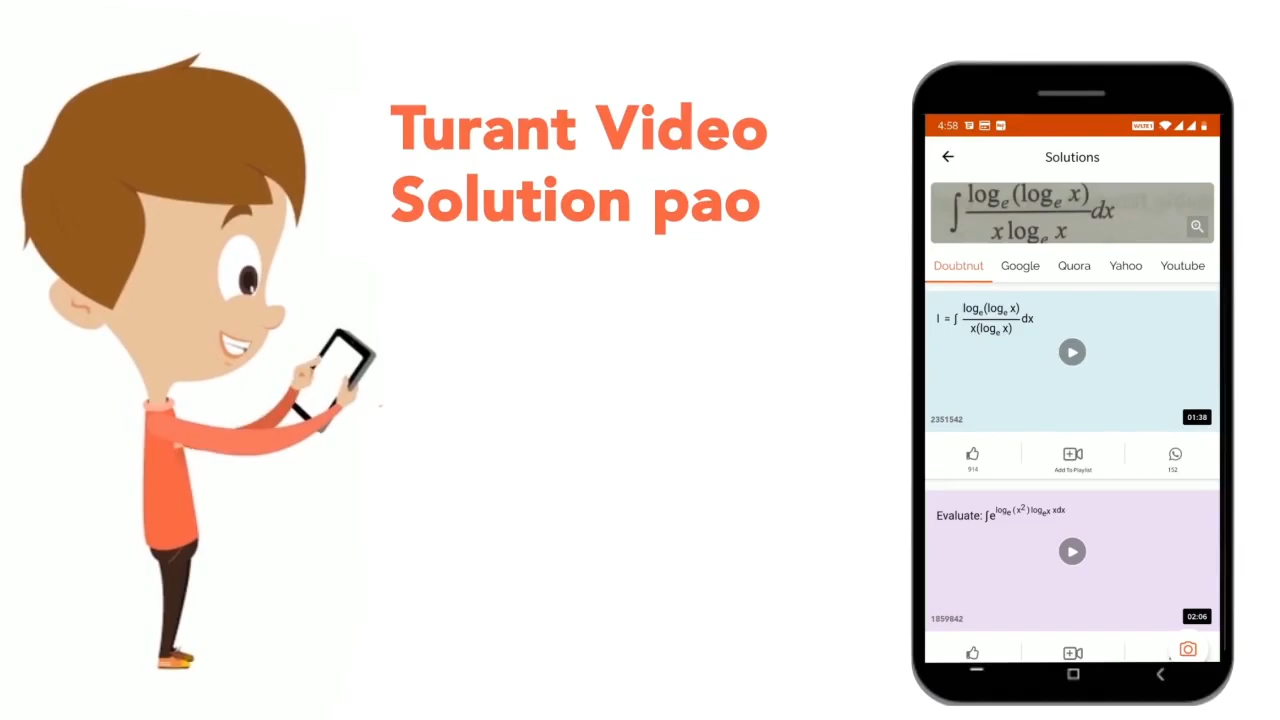 Turant Video
Solution pao
4:58
VoLTE1
Solutions
∫ logₑ(logₑ x) / x logₑ x dx
Doubtnut Google Quora Yahoo Youtube
I = ∫ logₑ(logₑ x) / x(logₑ x) dx
2351542 01:38
914 Add To Playlist 152
Evaluate: ∫e^logₑ(x²) logₑx xdx
1859842 02:06